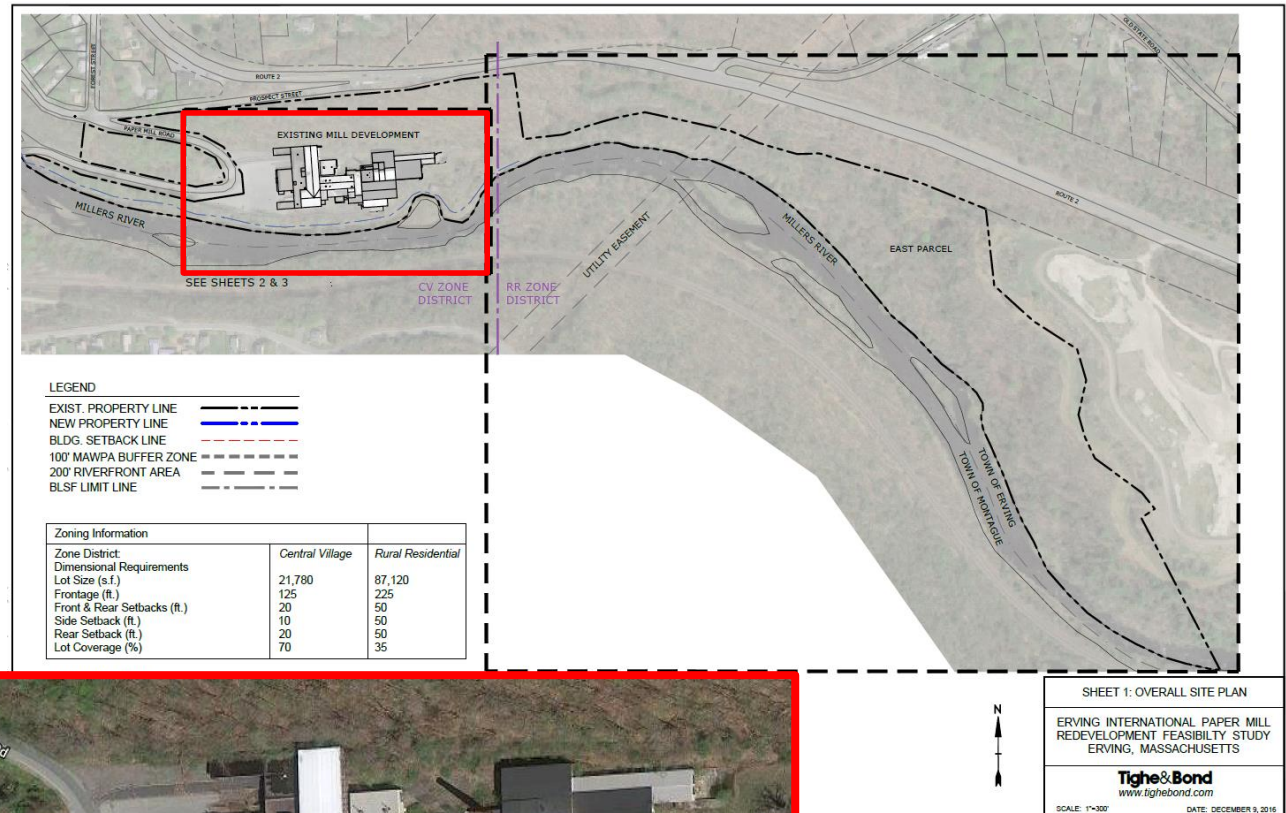 OLD STATE ROAD
FOREST STREET
ROUTE 2
PROSPECT STREET
PAPER MILL ROAD
EXISTING MILL DEVELOPMENT
MILLERS RIVER
SEE SHEETS 2 & 3
CV ZONE
DISTRICT
RR ZONE
DISTRICT
UTILITY EASEMENT
MILLERS RIVER
EAST PARCEL
ROUTE 2
TOWN OF ERVING
TOWN OF MONTAGUE
LEGEND
EXIST. PROPERTY LINE
NEW PROPERTY LINE
BLDG. SETBACK LINE
100' MAWPA BUFFER ZONE
200' RIVERFRONT AREA
BLSF LIMIT LINE
Zoning Information
Zone District: Central Village Rural Residential
Dimensional Requirements
Lot Size (s.f.) 21,780 87,120
Frontage (ft.) 125 225
Front & Rear Setbacks (ft.) 20 50
Side Setback (ft.) 10 50
Rear Setback (ft.) 20 50
Lot Coverage (%) 70 35
N
SHEET 1: OVERALL SITE PLAN
ERVING INTERNATIONAL PAPER MILL
REDEVELOPMENT FEASIBILTY STUDY
ERVING, MASSACHUSETTS
Tighe&Bond
www.tighebond.com
SCALE: 1"=300' DATE: DECEMBER 9, 2016